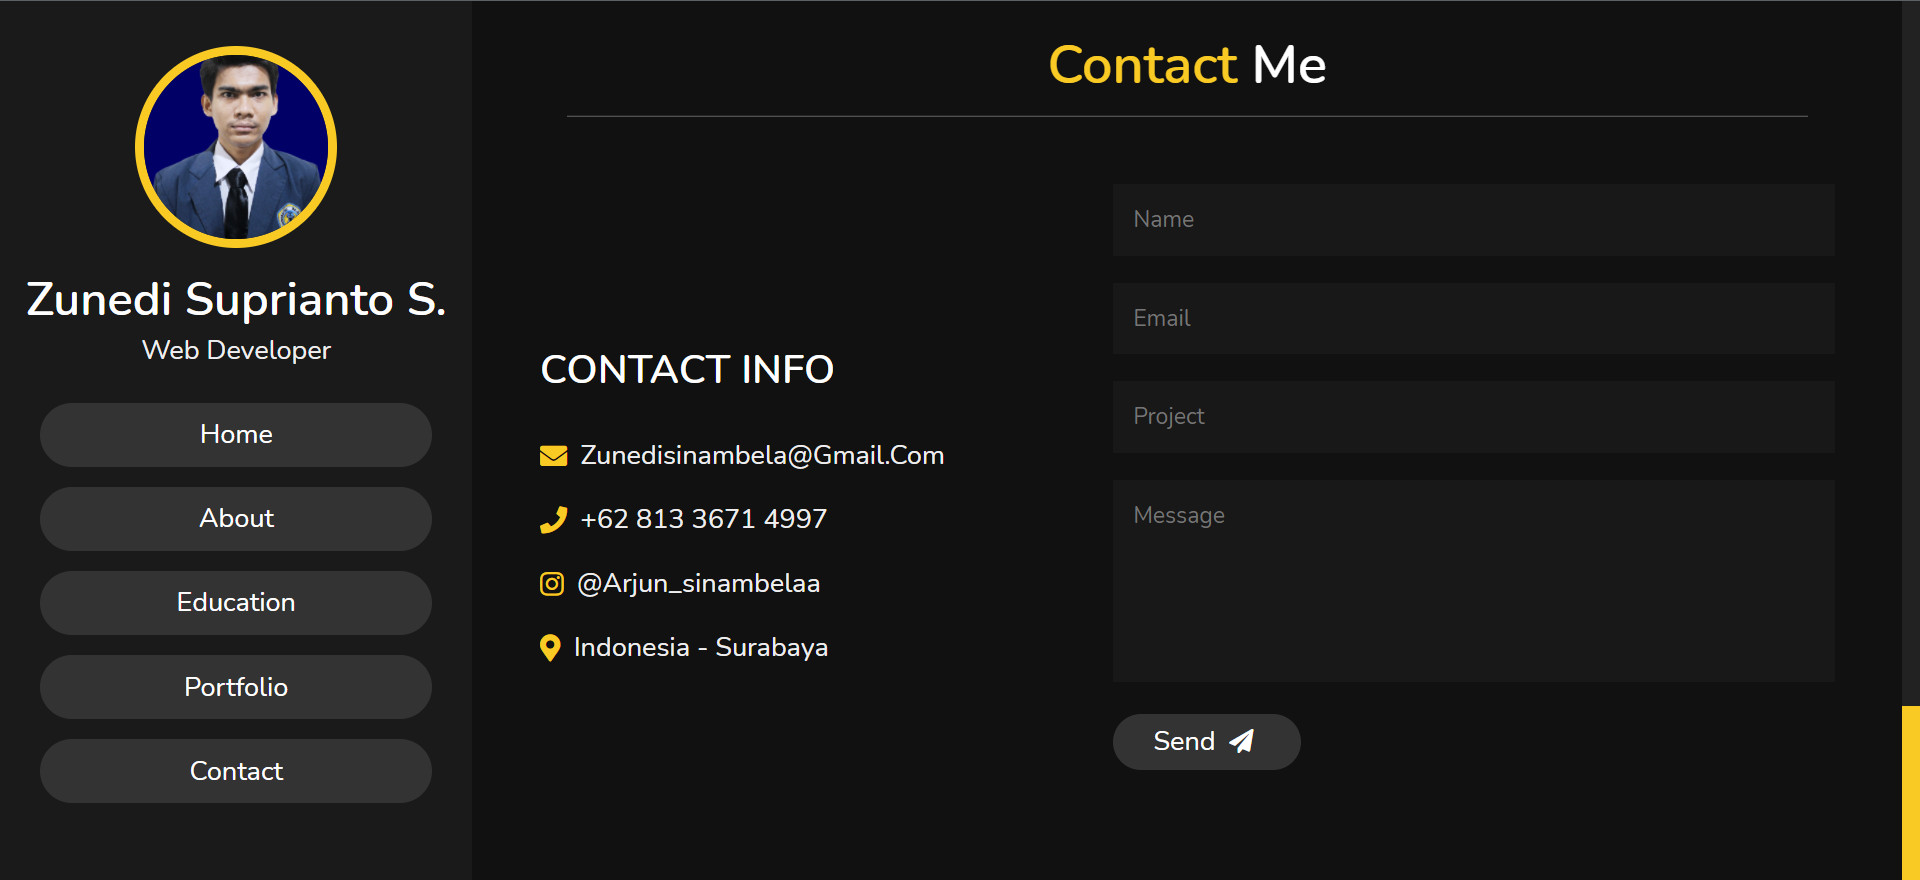 Zunedi Suprianto S.
Web Developer
Home
About
Education
Portfolio
Contact
Contact Me
CONTACT INFO
Zunedisinambela@Gmail.Com
+62 813 3671 4997
@Arjun_sinambelaa
Indonesia - Surabaya
Name
Email
Project
Message
Send